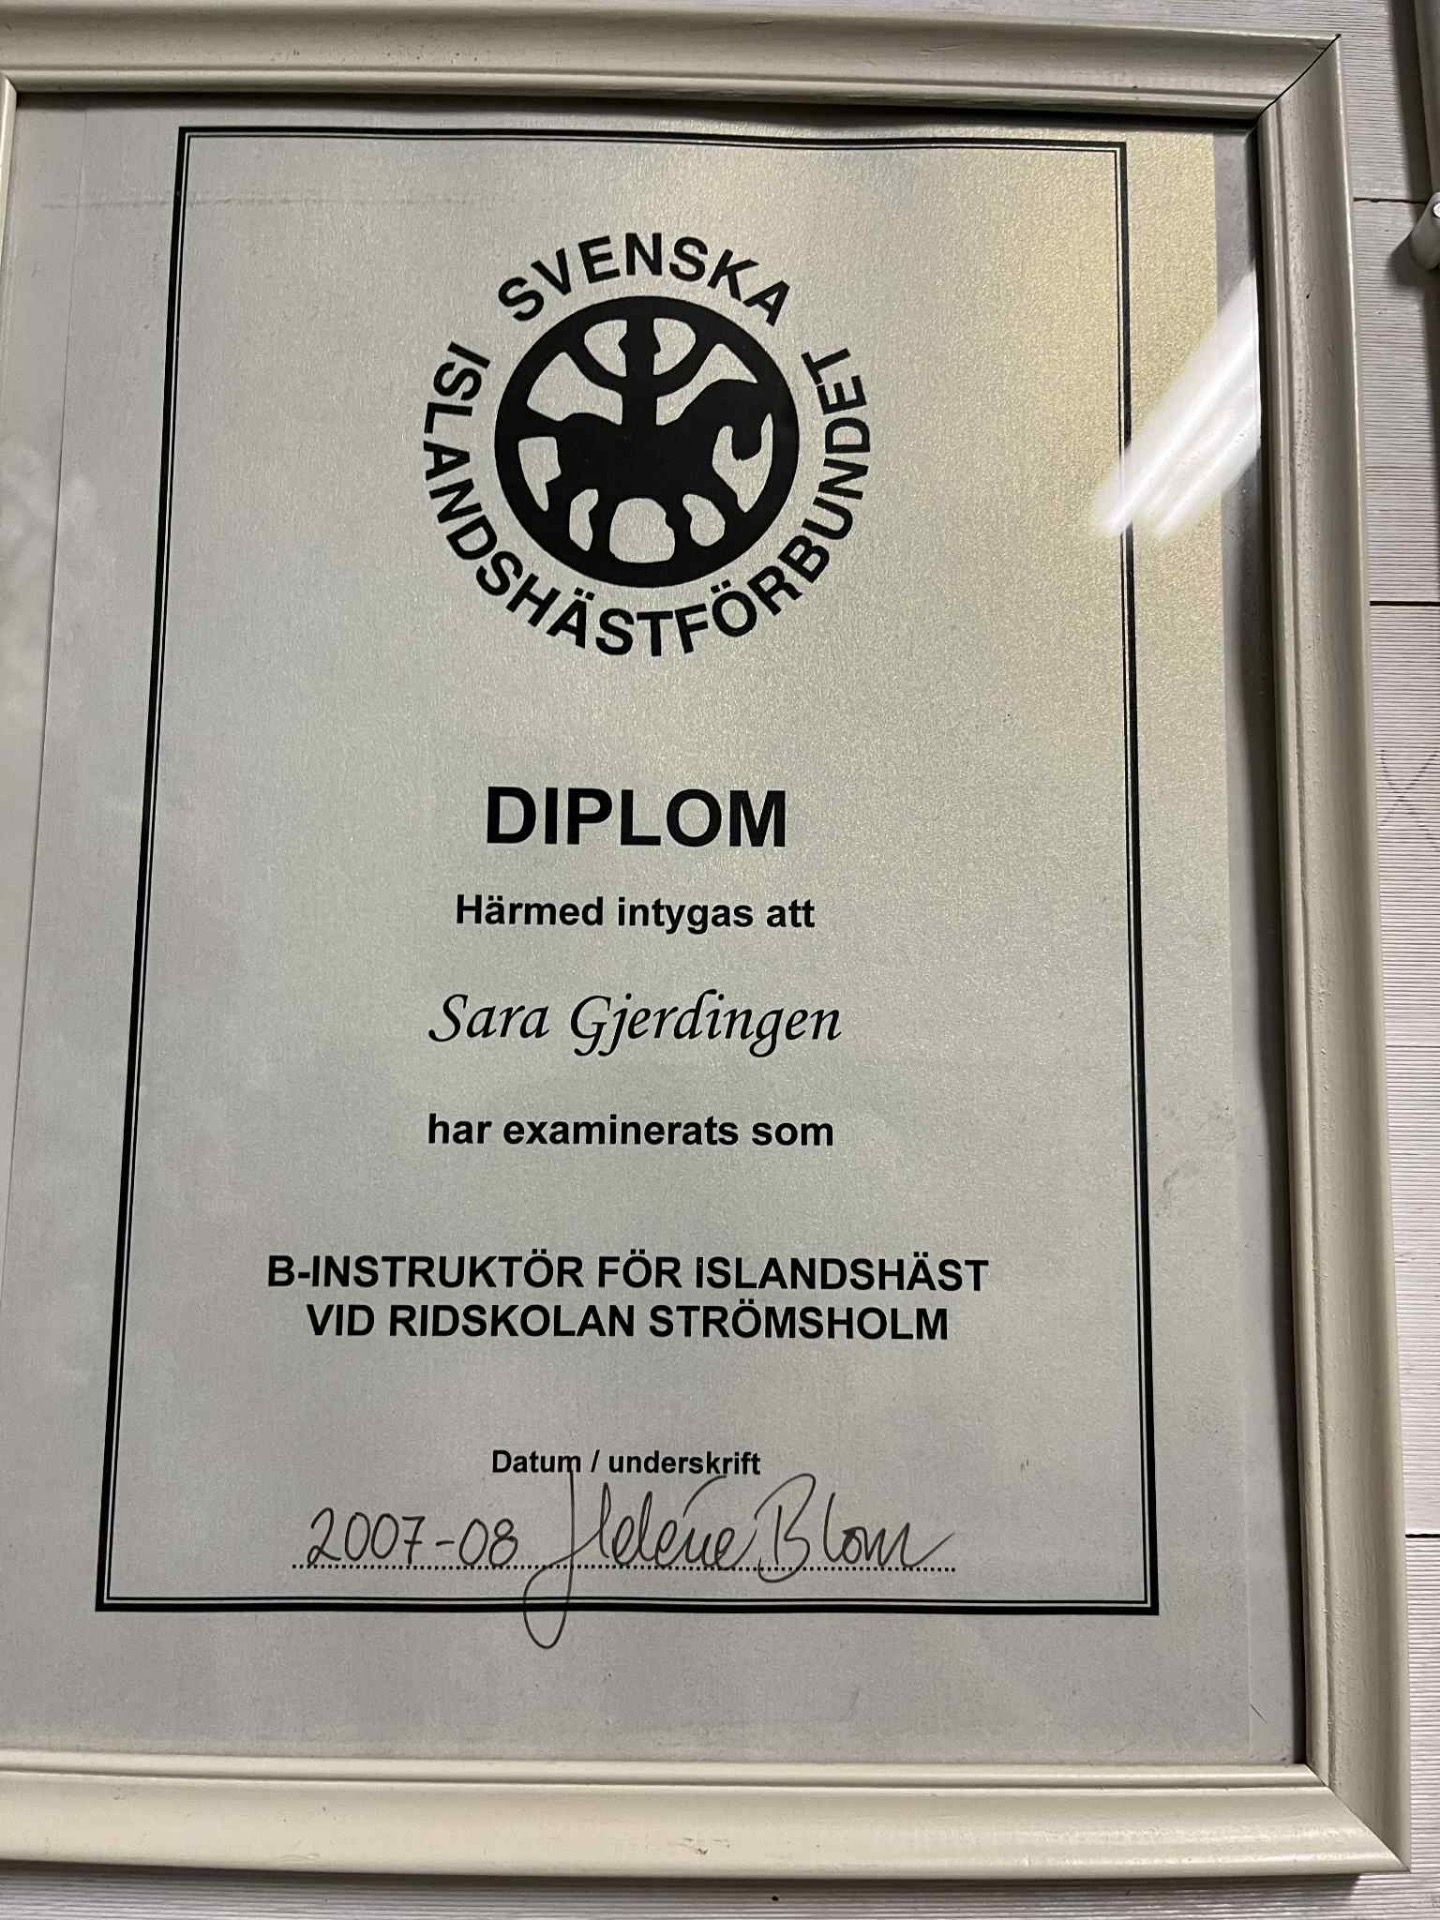 SVENSKA
ISLANDSHÄSTFÖRBUNDET
DIPLOM
Härmed intygas att
Sara Gjerdingen
har examinerats som
B-INSTRUKTÖR FÖR ISLANDSHÄST
VID RIDSKOLAN STRÖMSHOLM
Datum / underskrift
2007-08 Heléne Blom